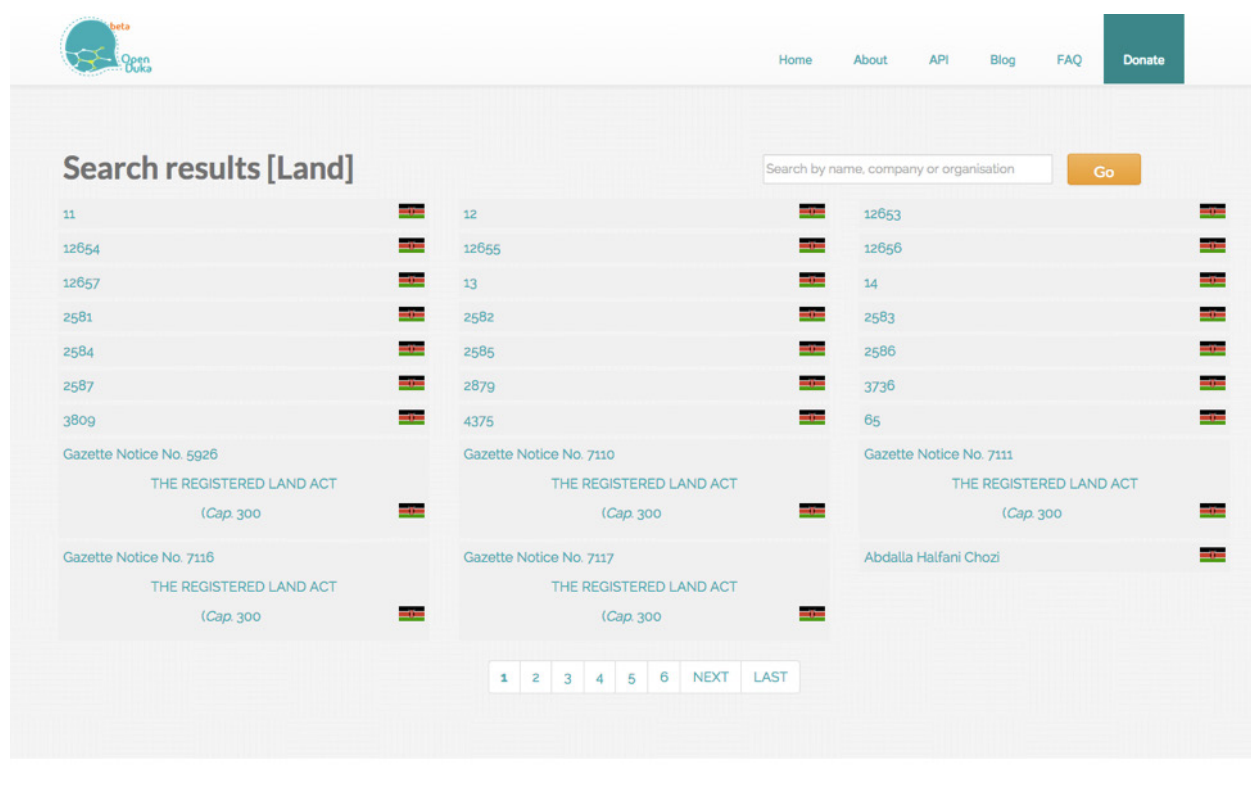 beta
Open
Duka
Home About API Blog FAQ Donate
Search results [Land]
Search by name, company or organisation Go
11 12 12653
12654 12655 12656
12657 13 14
2581 2582 2583
2584 2585 2586
2587 2879 3736
3809 4375 65
Gazette Notice No. 5926 Gazette Notice No. 7110 Gazette Notice No. 7111
THE REGISTERED LAND ACT THE REGISTERED LAND ACT THE REGISTERED LAND ACT
(Cap. 300 (Cap. 300 (Cap. 300
Gazette Notice No. 7116 Gazette Notice No. 7117 Abdalla Halfani Chozi
THE REGISTERED LAND ACT THE REGISTERED LAND ACT
(Cap. 300 (Cap. 300
1 2 3 4 5 6 NEXT LAST